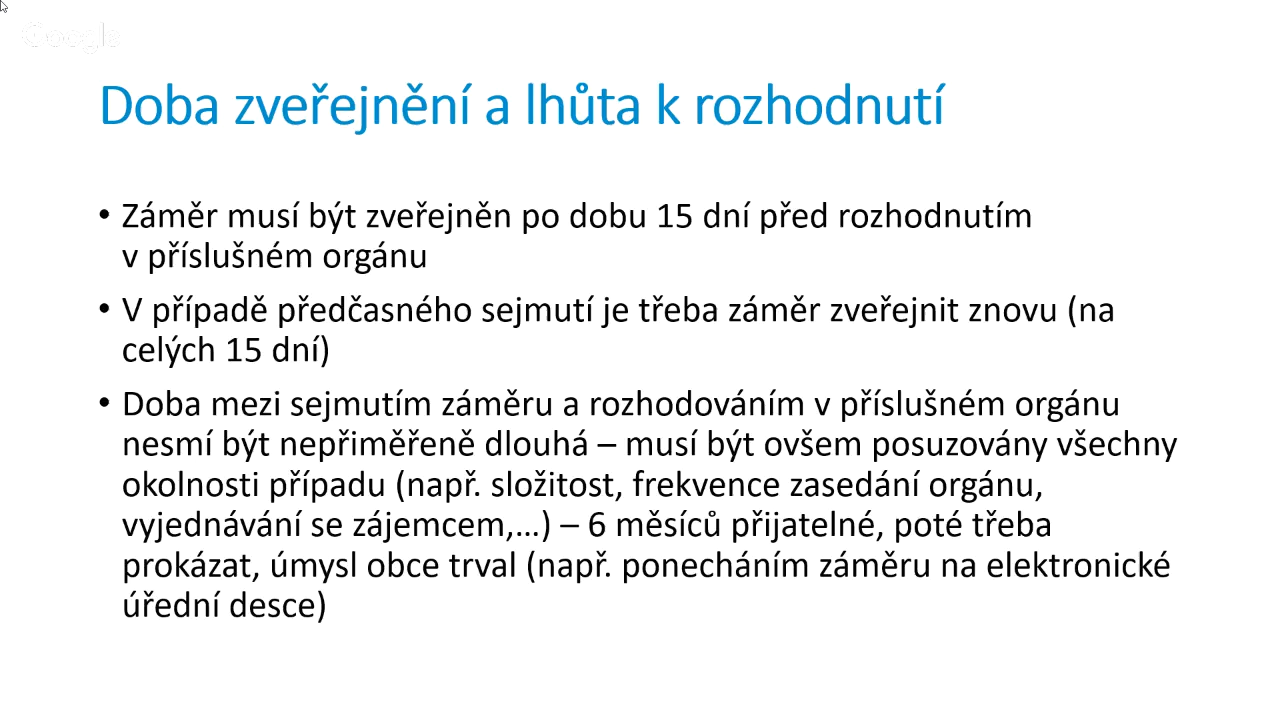 Google
Doba zveřejnění a lhůta k rozhodnutí
• Záměr musí být zveřejněn po dobu 15 dní před rozhodnutím
v příslušném orgánu
• V případě předčasného sejmutí je třeba záměr zveřejnit znovu (na
celých 15 dní)
• Doba mezi sejmutím záměru a rozhodováním v příslušném orgánu
nesmí být nepřiměřeně dlouhá – musí být ovšem posuzovány všechny
okolnosti případu (např. složitost, frekvence zasedání orgánu,
vyjednávání se zájemcem,…) – 6 měsíců přijatelné, poté třeba
prokázat, úmysl obce trval (např. ponecháním záměru na elektronické
úřední desce)